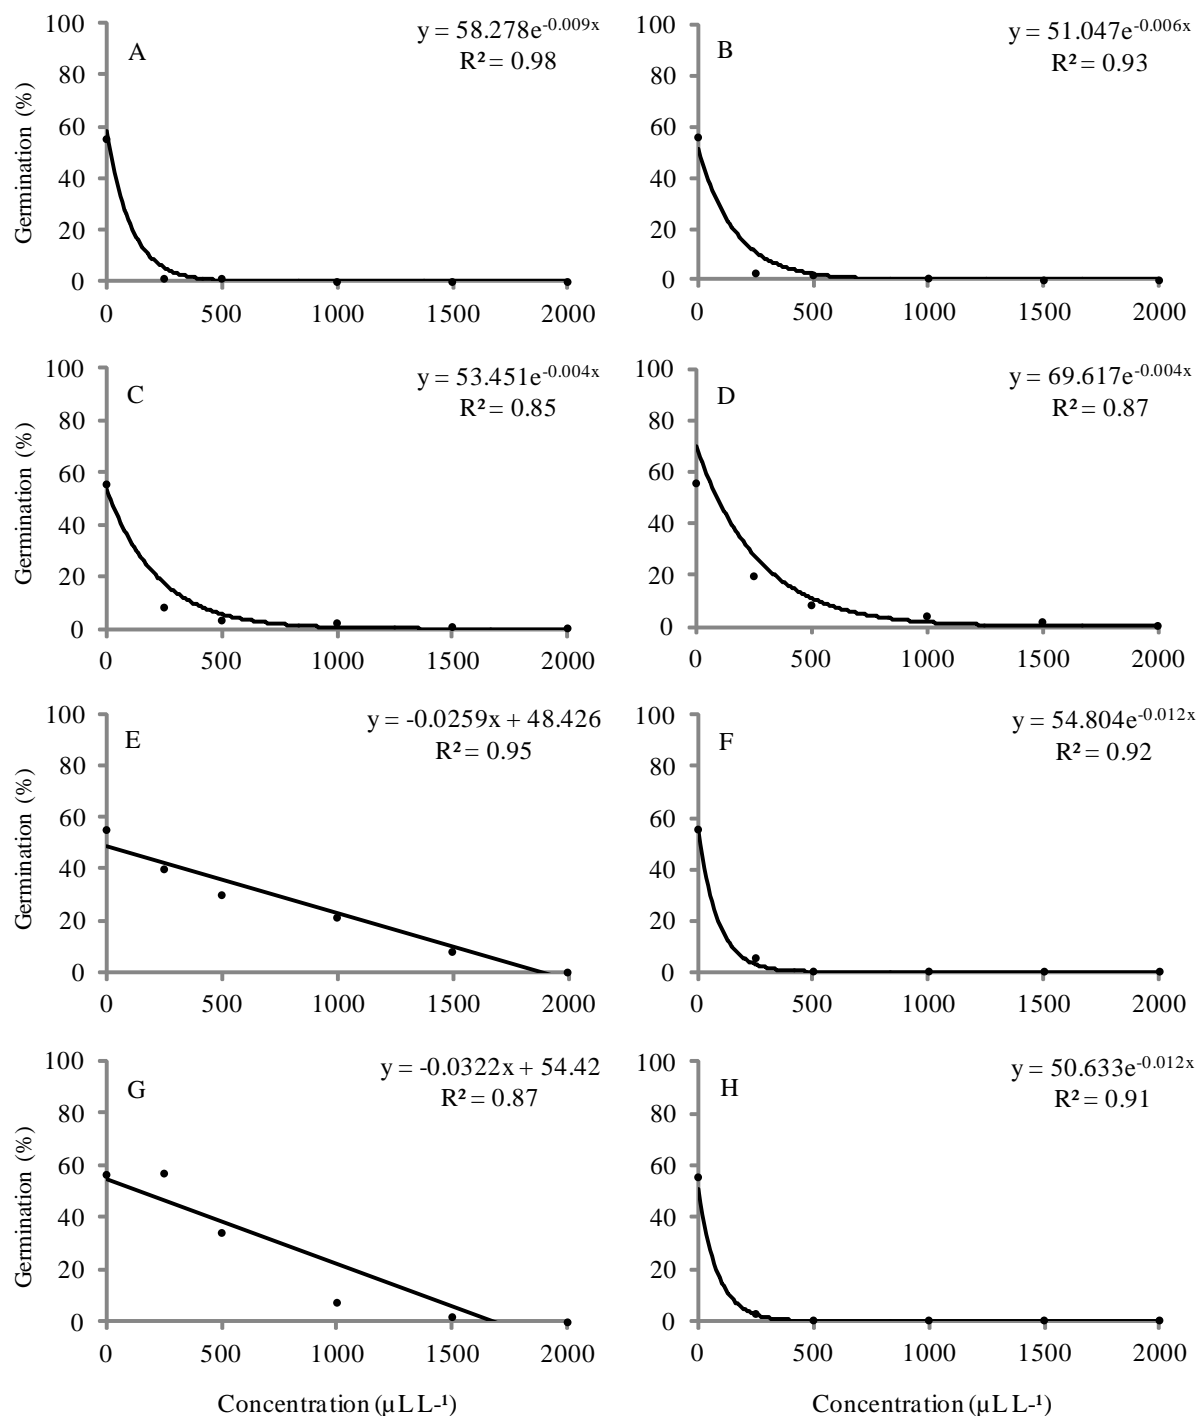 y = 58.278e^-0.009x
R² = 0.98
A
Germination (%)
100
80
60
40
20
0
0 500 1000 1500 2000
y = 51.047e^-0.006x
R² = 0.93
B
100
80
60
40
20
0
0 500 1000 1500 2000
y = 53.451e^-0.004x
R² = 0.85
C
Germination (%)
100
80
60
40
20
0
0 500 1000 1500 2000
y = 69.617e^-0.004x
R² = 0.87
D
100
80
60
40
20
0
0 500 1000 1500 2000
y = -0.0259x + 48.426
R² = 0.95
E
Germination (%)
100
80
60
40
20
0
0 500 1000 1500 2000
y = 54.804e^-0.012x
R² = 0.92
F
100
80
60
40
20
0
0 500 1000 1500 2000
y = -0.0322x + 54.42
R² = 0.87
G
Germination (%)
100
80
60
40
20
0
0 500 1000 1500 2000
Concentration (µL L-¹)
y = 50.633e^-0.012x
R² = 0.91
H
100
80
60
40
20
0
0 500 1000 1500 2000
Concentration (µL L-¹)